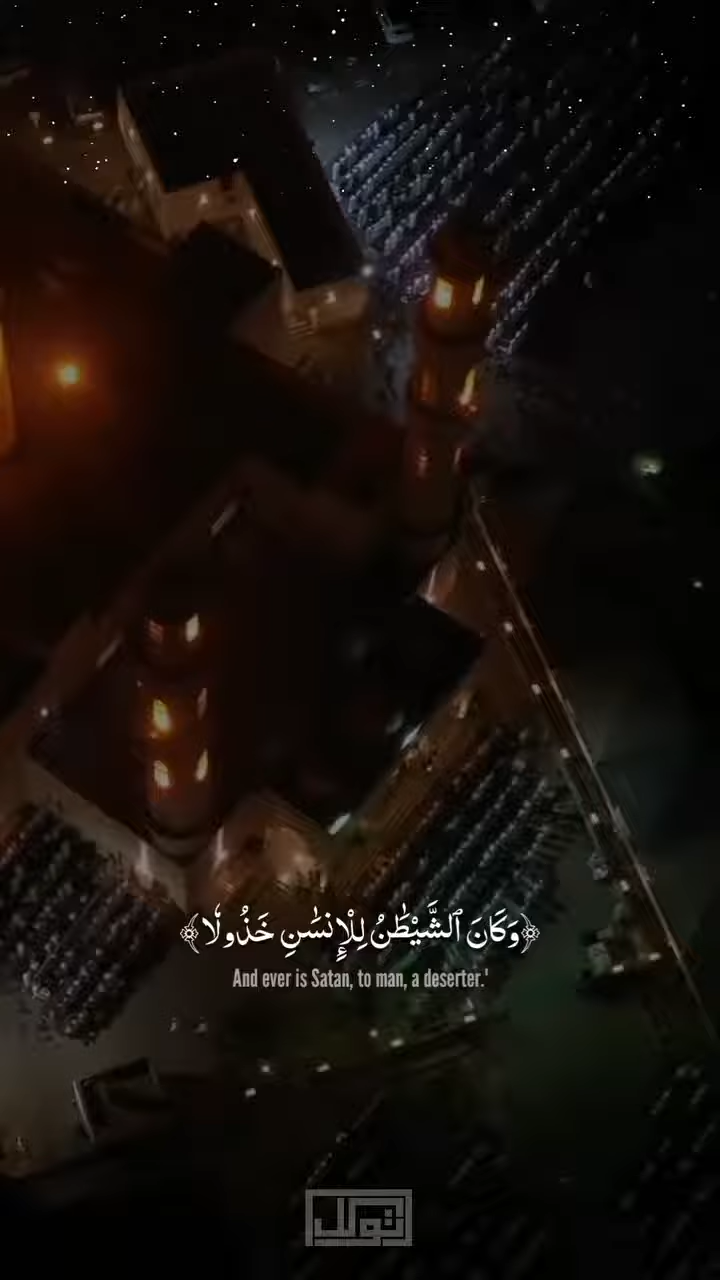 ﴿وَكَانَ ٱلشَّيْطَٰنُ لِلْإِنسَٰنِ خَذُولًا﴾
And ever is Satan, to man, a deserter.'